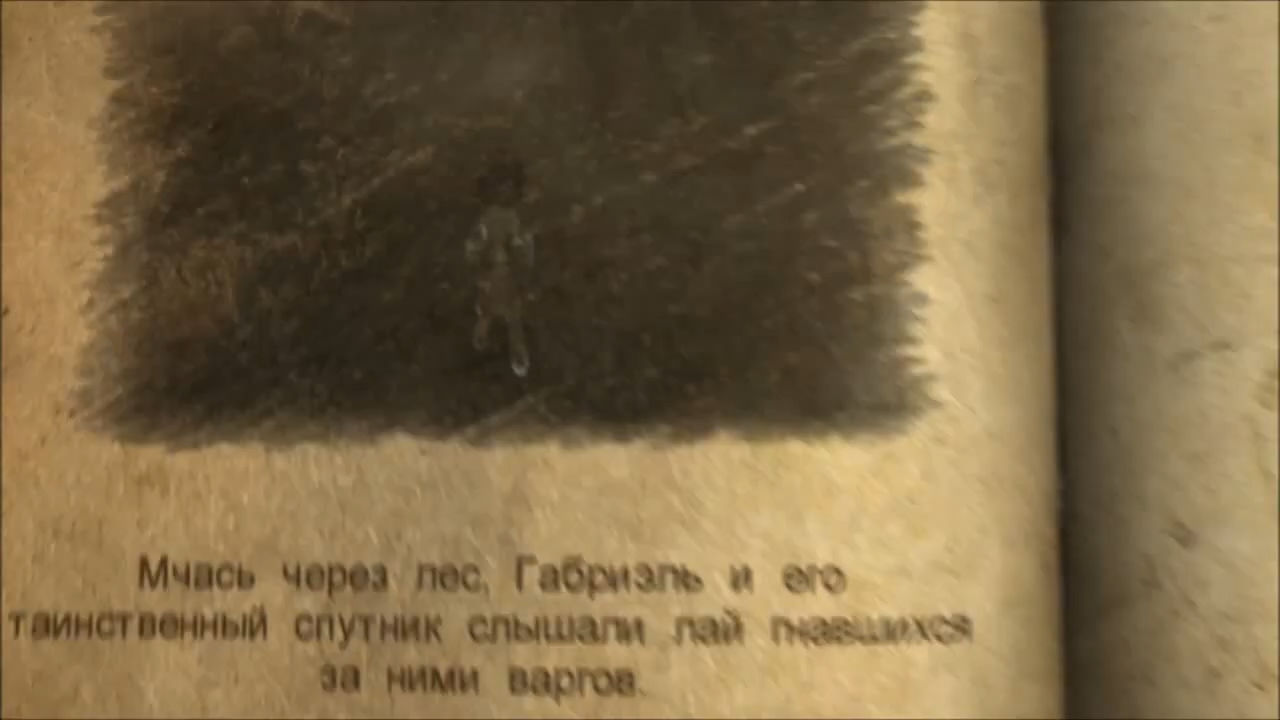 Мчась через лес, Габриэль и его
таинственный спутник слышали лай гнавшихся
за ними варгов.